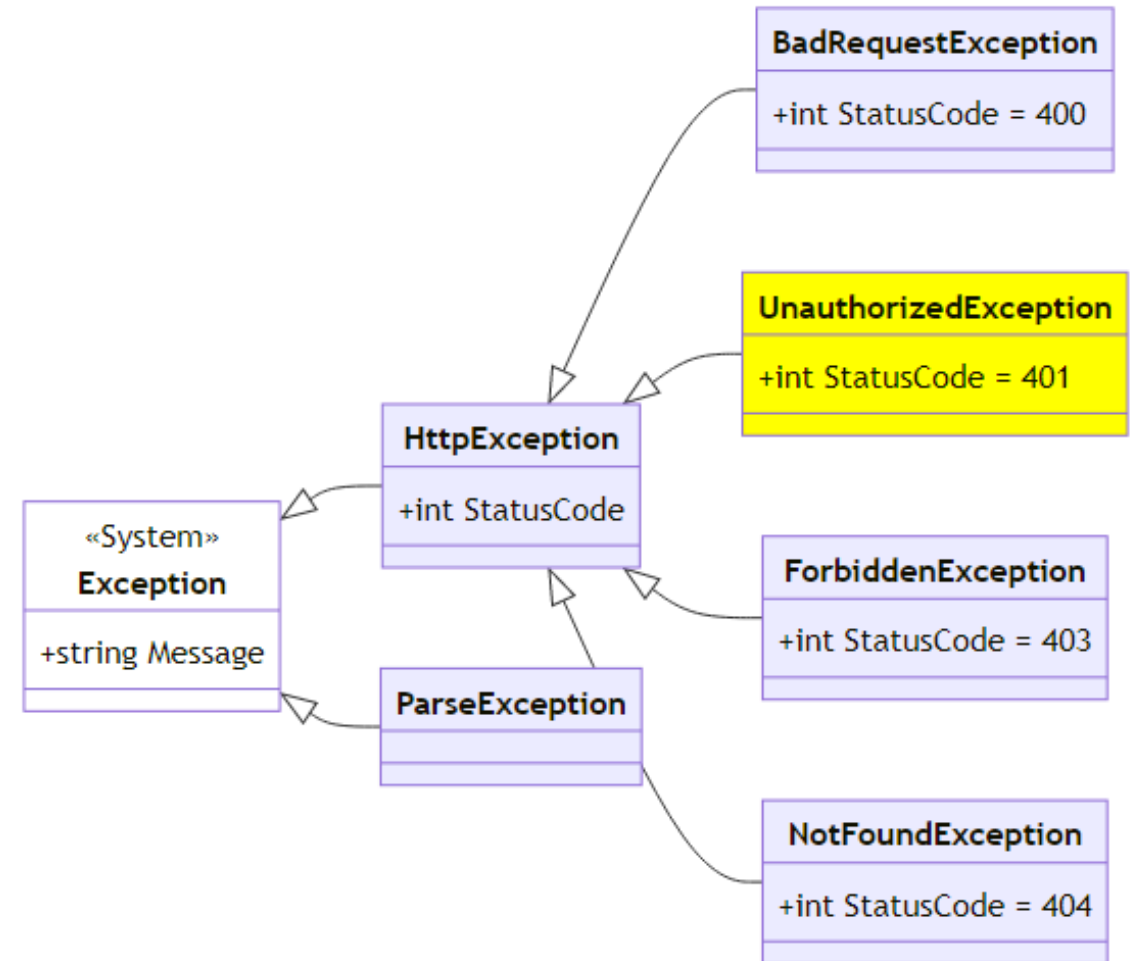 BadRequestException
+int StatusCode = 400
UnauthorizedException
+int StatusCode = 401
HttpException
+int StatusCode
«System»
Exception
+string Message
ForbiddenException
+int StatusCode = 403
ParseException
NotFoundException
+int StatusCode = 404